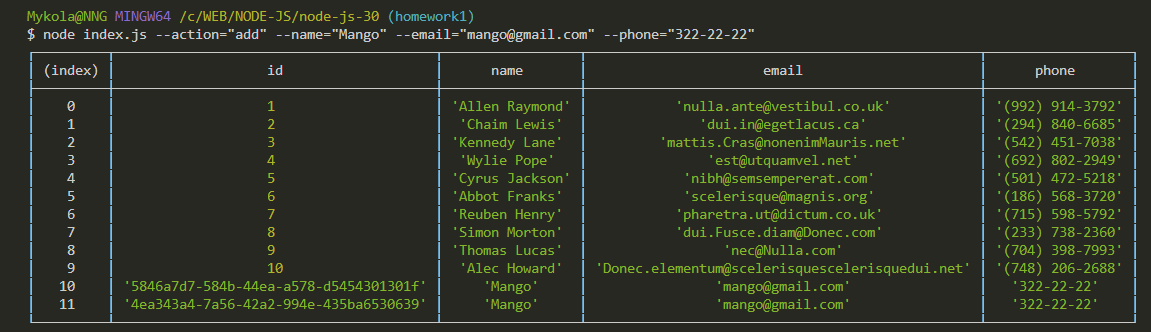 Mykola@NNG MINGW64 /c/WEB/NODE-JS/node-js-30 (homework1)
$ node index.js --action="add" --name="Mango" --email="mango@gmail.com" --phone="322-22-22"
(index) id name email phone
0 1 'Allen Raymond' 'nulla.ante@vestibul.co.uk' '(992) 914-3792'
1 2 'Chaim Lewis' 'dui.in@egetlacus.ca' '(294) 840-6685'
2 3 'Kennedy Lane' 'mattis.Cras@nonenimMauris.net' '(542) 451-7038'
3 4 'Wylie Pope' 'est@utquamvel.net' '(692) 802-2949'
4 5 'Cyrus Jackson' 'nibh@semsempererat.com' '(501) 472-5218'
5 6 'Abbot Franks' 'scelerisque@magnis.org' '(186) 568-3720'
6 7 'Reuben Henry' 'pharetra.ut@dictum.co.uk' '(715) 598-5792'
7 8 'Simon Morton' 'dui.Fusce.diam@Donec.com' '(233) 738-2360'
8 9 'Thomas Lucas' 'nec@Nulla.com' '(704) 398-7993'
9 10 'Alec Howard' 'Donec.elementum@scelerisquescelerisquedui.net' '(748) 206-2688'
10 '5846a7d7-584b-44ea-a578-d5454301301f' 'Mango' 'mango@gmail.com' '322-22-22'
11 '4ea343a4-7a56-42a2-994e-435ba6530639' 'Mango' 'mango@gmail.com' '322-22-22'